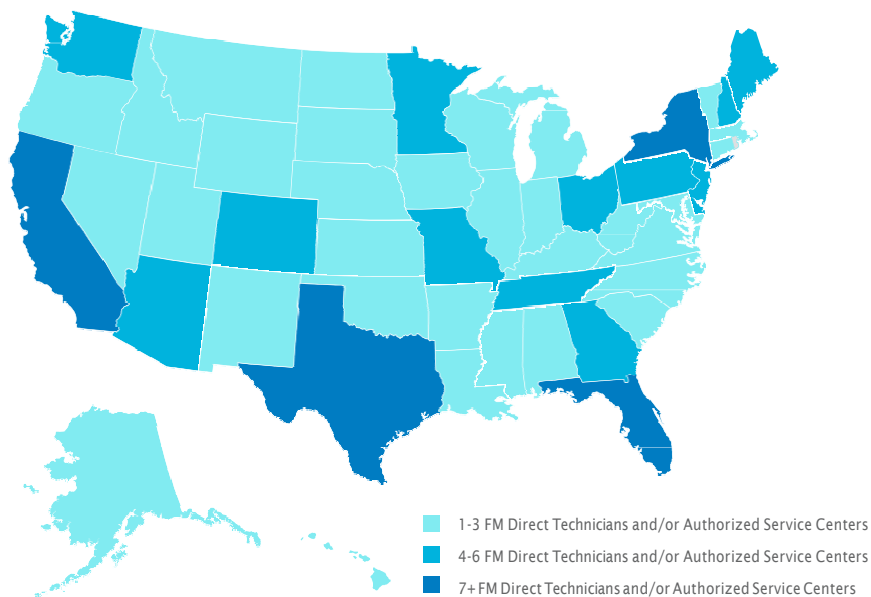 1-3 FM Direct Technicians and/or Authorized Service Centers
4-6 FM Direct Technicians and/or Authorized Service Centers
7+ FM Direct Technicians and/or Authorized Service Centers